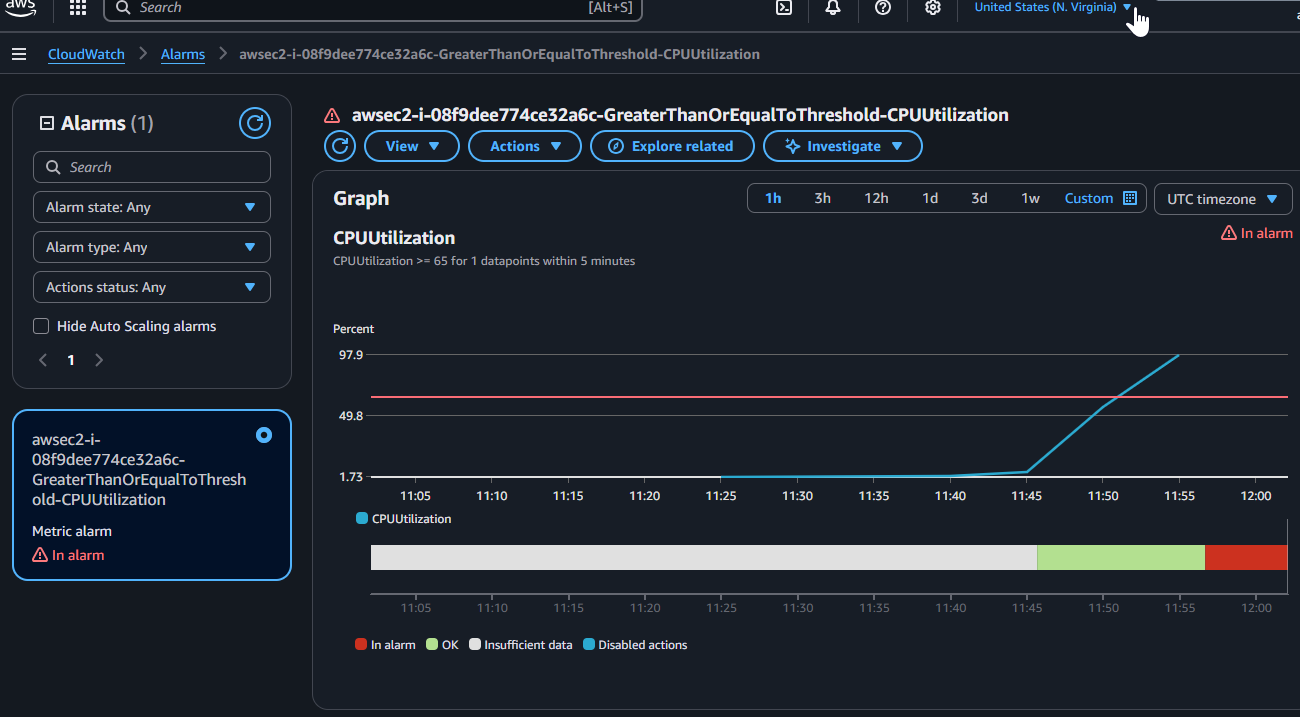 aws
Search [Alt+S] United States (N. Virginia)
CloudWatch Alarms awsec2-i-08f9dee774ce32a6c-GreaterThanOrEqualToThreshold-CPUUtilization
Alarms (1)
Search
Alarm state: Any
Alarm type: Any
Actions status: Any
Hide Auto Scaling alarms
1
awsec2-i-
08f9dee774ce32a6c-
GreaterThanOrEqualToThresh
old-CPUUtilization
Metric alarm
In alarm
awsec2-i-08f9dee774ce32a6c-GreaterThanOrEqualToThreshold-CPUUtilization
View Actions Explore related Investigate
Graph 1h 3h 12h 1d 3d 1w Custom UTC timezone
CPUUtilization In alarm
CPUUtilization >= 65 for 1 datapoints within 5 minutes
Percent
97.9
49.8
1.73
11:05 11:10 11:15 11:20 11:25 11:30 11:35 11:40 11:45 11:50 11:55 12:00
CPUUtilization
11:05 11:10 11:15 11:20 11:25 11:30 11:35 11:40 11:45 11:50 11:55 12:00
In alarm OK Insufficient data Disabled actions